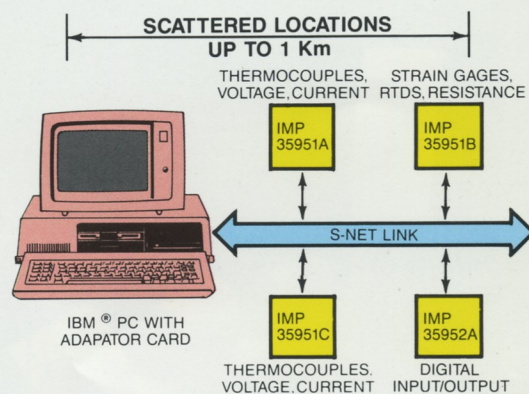 SCATTERED LOCATIONS
UP TO 1 Km
THERMOCOUPLES,
VOLTAGE, CURRENT
STRAIN GAGES,
RTDS, RESISTANCE
IMP
35951A
IMP
35951B
S-NET LINK
IBM ® PC WITH
ADAPATOR CARD
IMP
35951C
IMP
35952A
THERMOCOUPLES.
VOLTAGE, CURRENT
DIGITAL
INPUT/OUTPUT